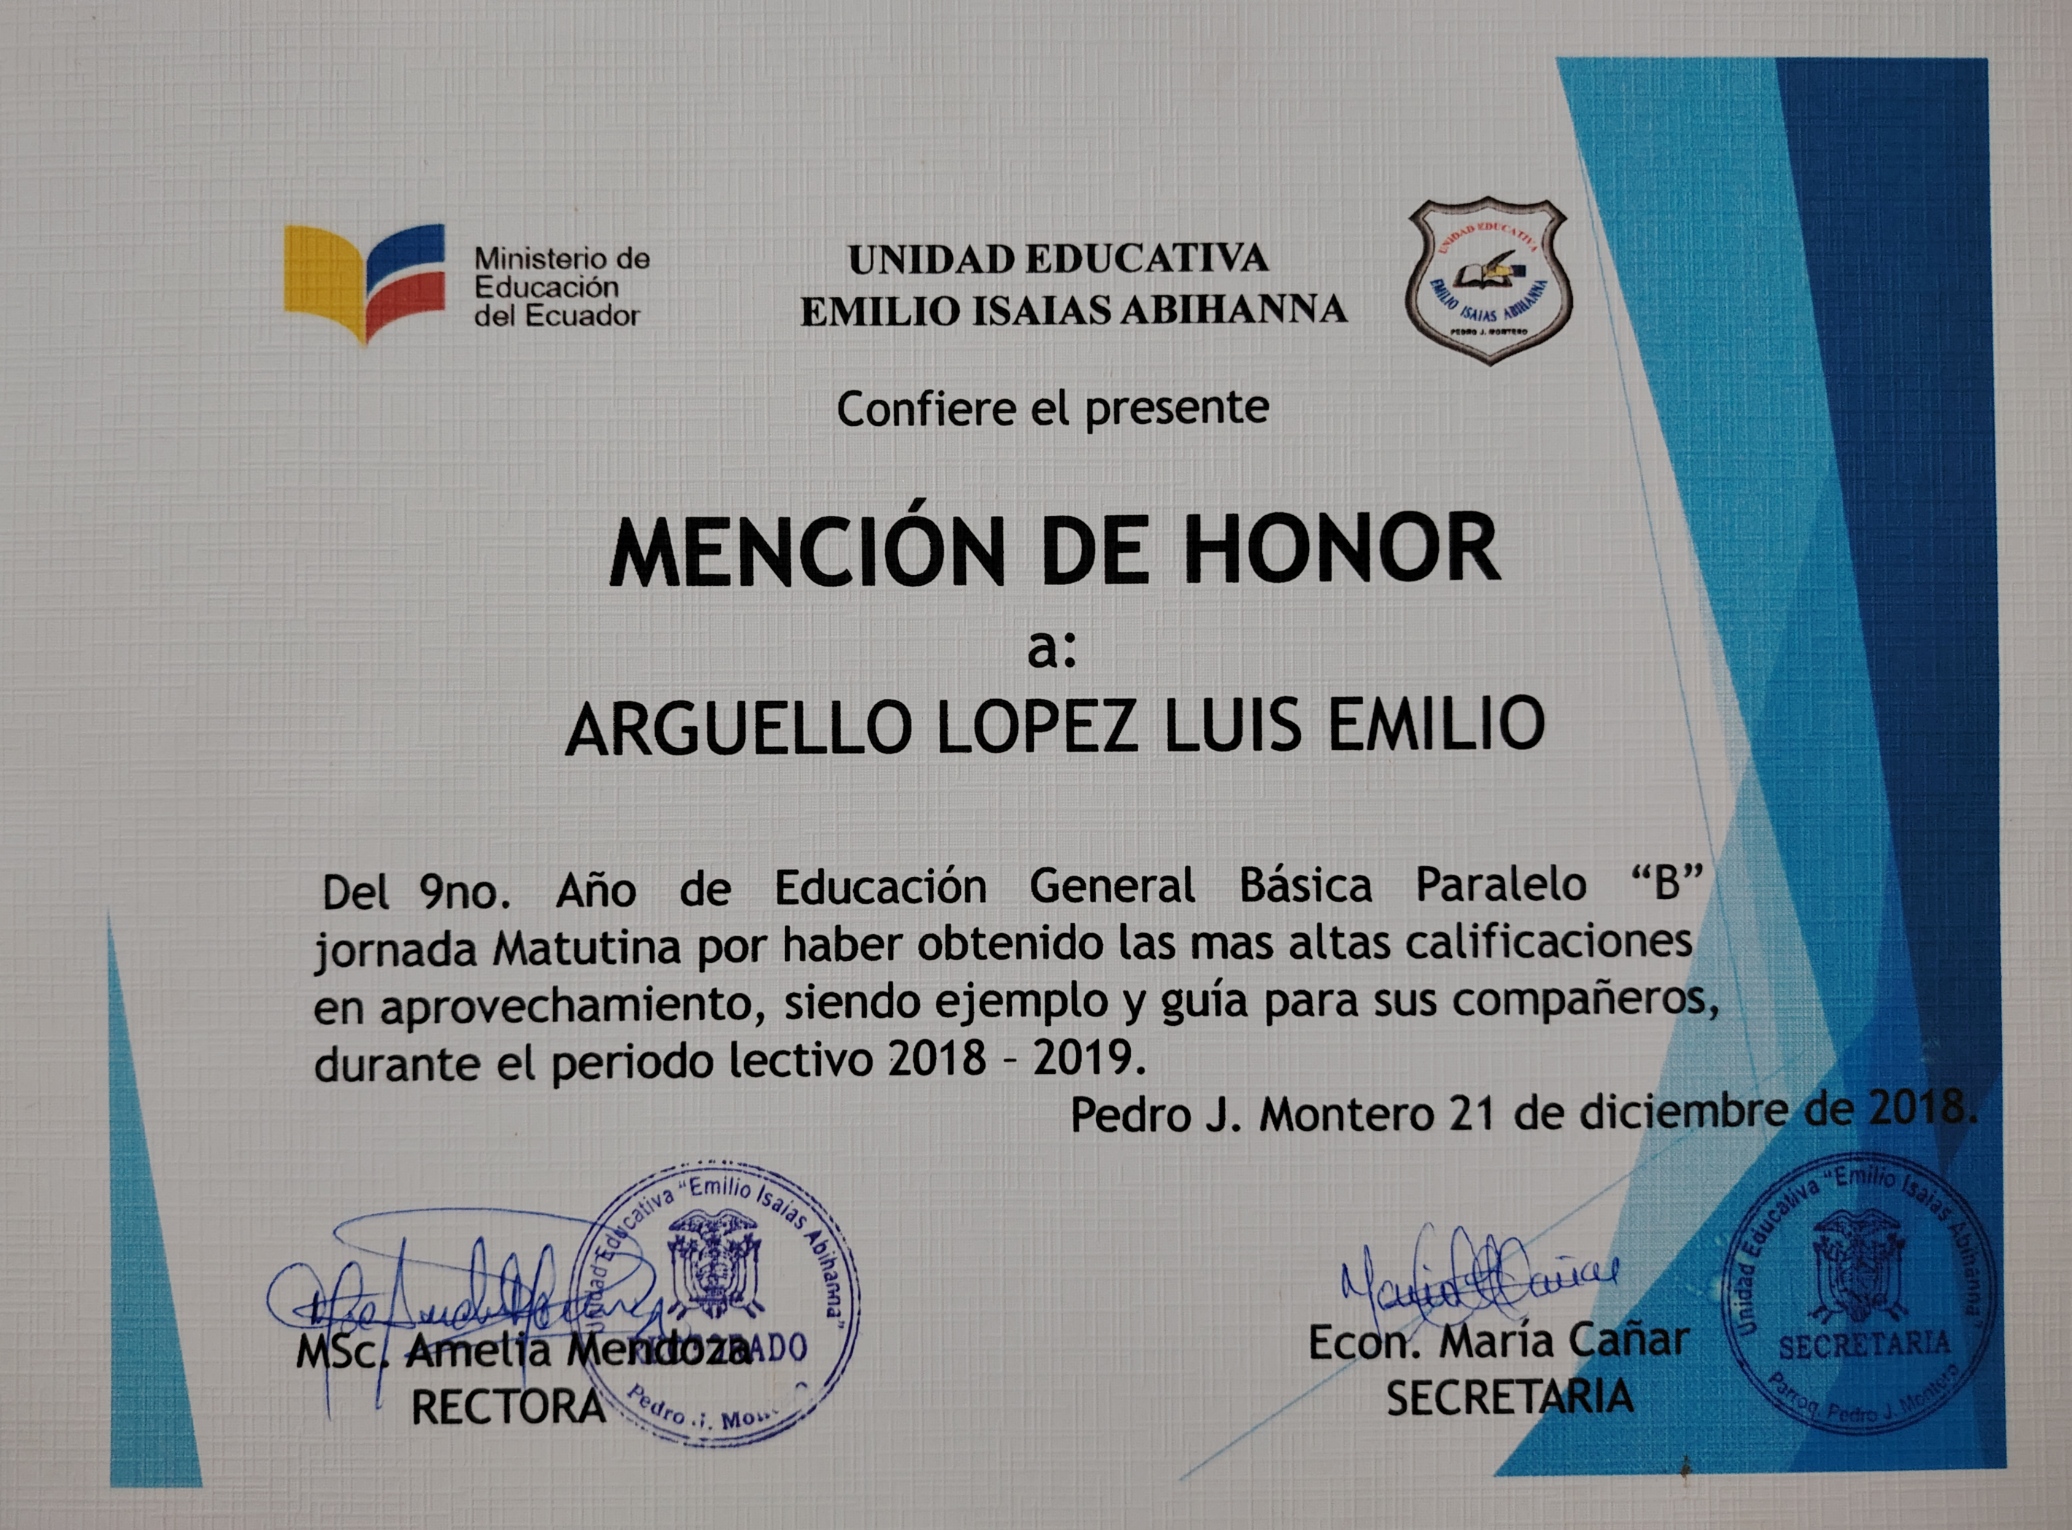 Ministerio de
Educación
del Ecuador
UNIDAD EDUCATIVA
EMILIO ISAIAS ABIHANNA
UNIDAD EDUCATIVA
EMILIO ISAIAS ABIHANNA
PEDRO J. MONTERO
Confiere el presente
MENCIÓN DE HONOR
a:
ARGUELLO LOPEZ LUIS EMILIO
Del 9no. Año de Educación General Básica Paralelo “B”
jornada Matutina por haber obtenido las mas altas calificaciones
en aprovechamiento, siendo ejemplo y guía para sus compañeros,
durante el periodo lectivo 2018 - 2019.
Pedro J. Montero 21 de diciembre de 2018.
Unidad Educativa “Emilio Isaias Abihanna”
Pedro J.
MSc. Amelia Mendoza
RECTORA
Econ. María Cañar
SECRETARIA
Unidad Educativa “Emilio Isaias Abihanna”
SECRETARIA
Parroq. Pedro J. Montero